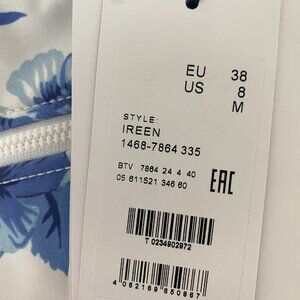 EU 38
US 8
M
STYLE:
IREEN
1468-7864 335
BTV 7864 24 4 40
05 611521 346 60
EAC
T 0234902972
4 062169 650867